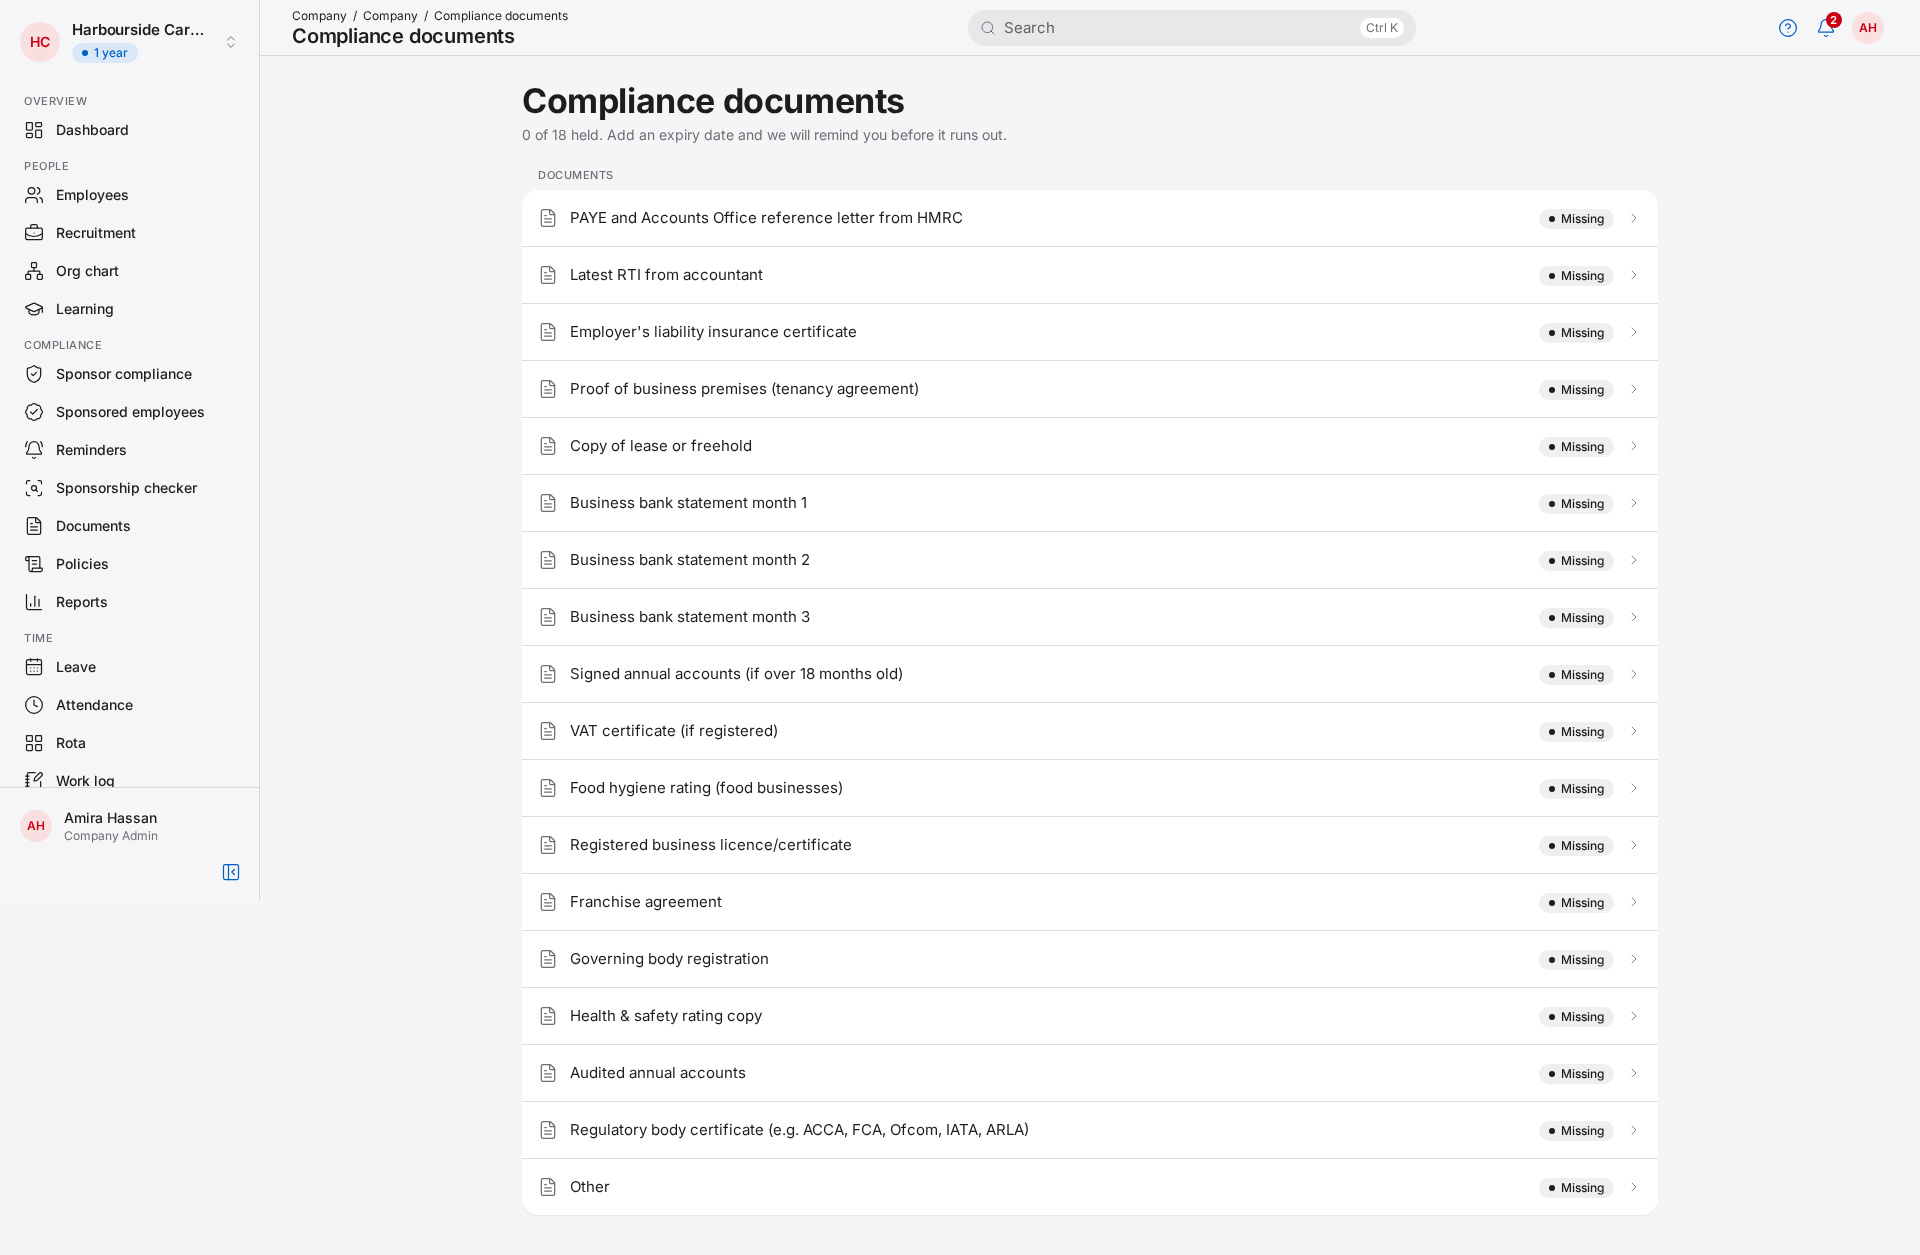 HC
Harbourside Car...
1 year
OVERVIEW
Dashboard
PEOPLE
Employees
Recruitment
Org chart
Learning
COMPLIANCE
Sponsor compliance
Sponsored employees
Reminders
Sponsorship checker
Documents
Policies
Reports
TIME
Leave
Attendance
Rota
Work log
AH
Amira Hassan
Company Admin
Company / Company / Compliance documents
Compliance documents
Search
Ctrl K
2
AH
Compliance documents
0 of 18 held. Add an expiry date and we will remind you before it runs out.
DOCUMENTS
PAYE and Accounts Office reference letter from HMRC Missing
Latest RTI from accountant Missing
Employer's liability insurance certificate Missing
Proof of business premises (tenancy agreement) Missing
Copy of lease or freehold Missing
Business bank statement month 1 Missing
Business bank statement month 2 Missing
Business bank statement month 3 Missing
Signed annual accounts (if over 18 months old) Missing
VAT certificate (if registered) Missing
Food hygiene rating (food businesses) Missing
Registered business licence/certificate Missing
Franchise agreement Missing
Governing body registration Missing
Health & safety rating copy Missing
Audited annual accounts Missing
Regulatory body certificate (e.g. ACCA, FCA, Ofcom, IATA, ARLA) Missing
Other Missing